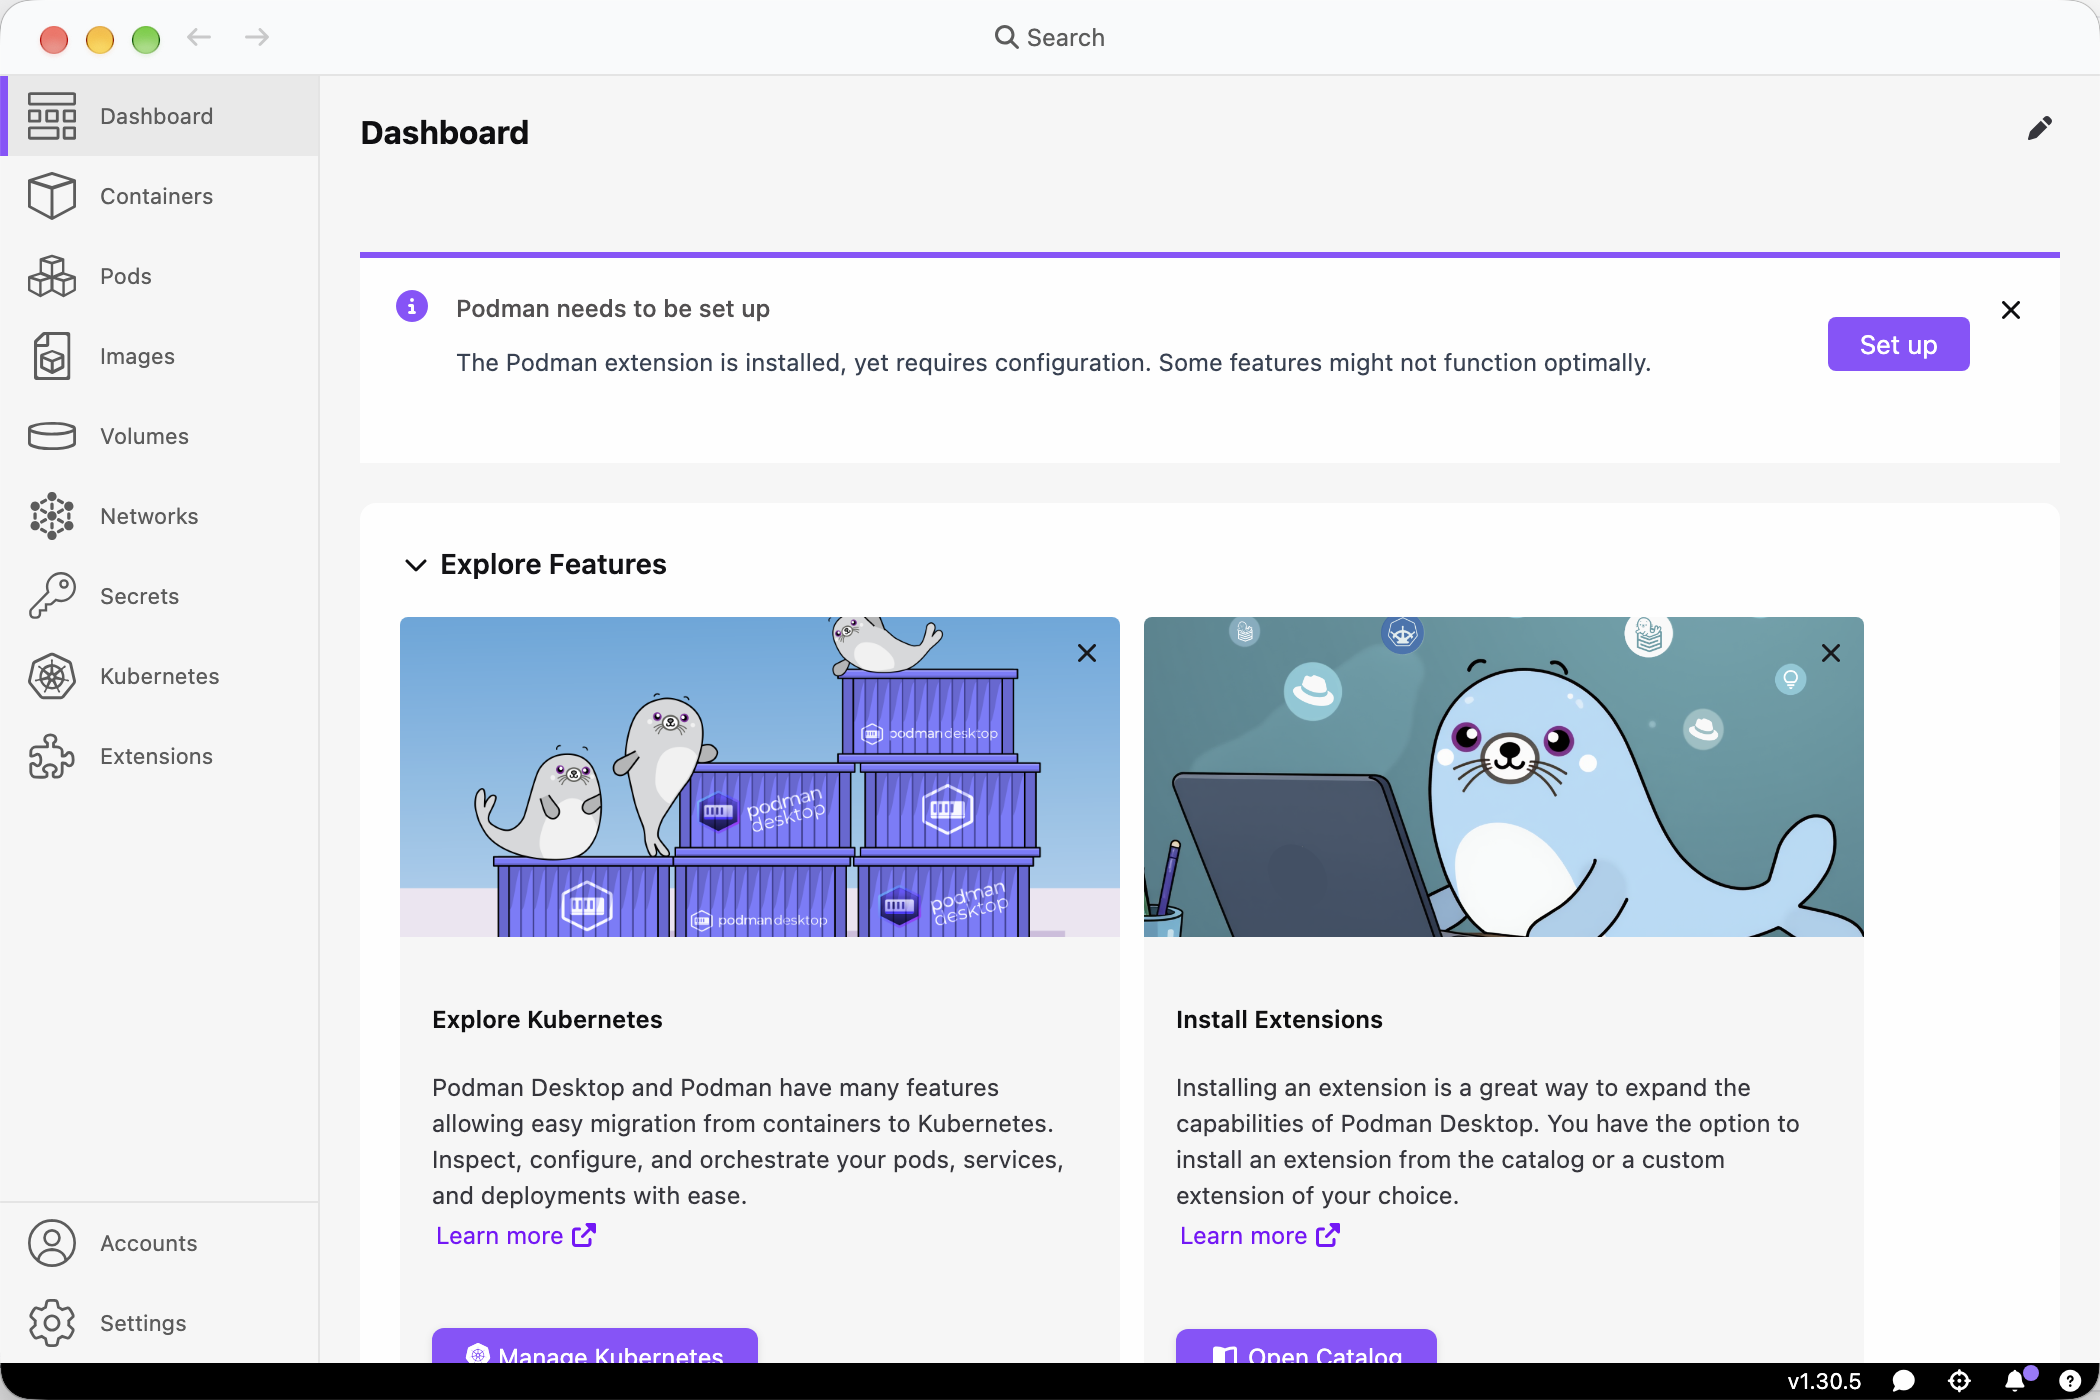 Search
Dashboard
Containers
Pods
Images
Volumes
Networks
Secrets
Kubernetes
Extensions
Accounts
Settings
Dashboard
Podman needs to be set up
The Podman extension is installed, yet requires configuration. Some features might not function optimally.
Set up
Explore Features
podman desktop
podman
desktop
podman desktop
podman
desktop
Explore Kubernetes
Podman Desktop and Podman have many features
allowing easy migration from containers to Kubernetes.
Inspect, configure, and orchestrate your pods, services,
and deployments with ease.
Learn more
Manage Kubernetes
Install Extensions
Installing an extension is a great way to expand the
capabilities of Podman Desktop. You have the option to
install an extension from the catalog or a custom
extension of your choice.
Learn more
Open Catalog
v1.30.5